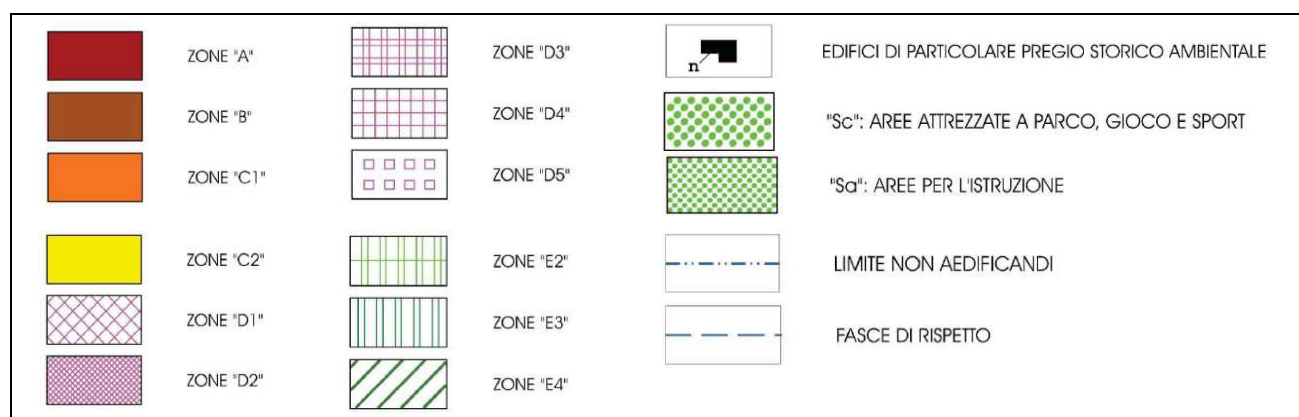 ZONE "A"
ZONE "B"
ZONE "C1"
ZONE "C2"
ZONE "D1"
ZONE "D2"
ZONE "D3"
ZONE "D4"
ZONE "D5"
ZONE "E2"
ZONE "E3"
ZONE "E4"
n
EDIFICI DI PARTICOLARE PREGIO STORICO AMBIENTALE
"Sc": AREE ATTREZZATE A PARCO, GIOCO E SPORT
"Sa": AREE PER L'ISTRUZIONE
LIMITE NON AEDIFICANDI
FASCE DI RISPETTO